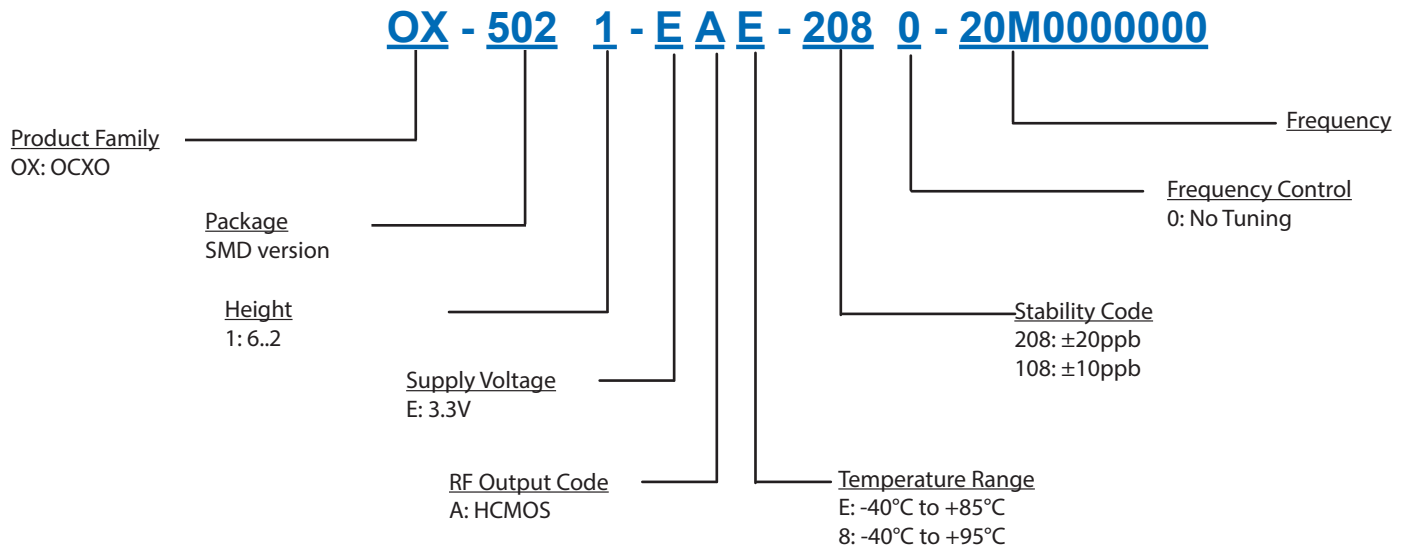 OX - 502 1 - E A E - 208 0 - 20M0000000
Product Family
OX: OCXO
Package
SMD version
Height
1: 6..2
Supply Voltage
E: 3.3V
RF Output Code
A: HCMOS
Frequency
Frequency Control
0: No Tuning
Stability Code
208: ±20ppb
108: ±10ppb
Temperature Range
E: -40°C to +85°C
8: -40°C to +95°C